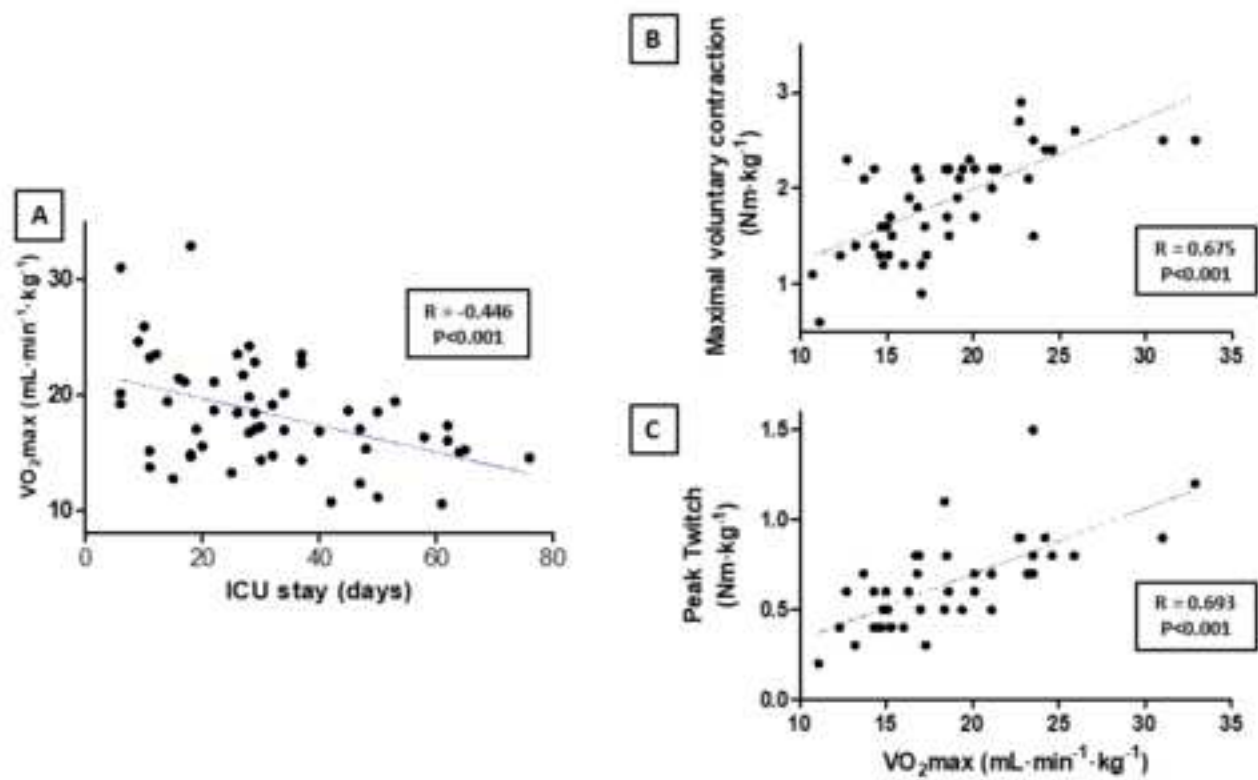 A
VO₂max (mL·min⁻¹·kg⁻¹)
30
20
10
R = -0.446
P<0.001
0 20 40 60 80
ICU stay (days)
B
Maximal voluntary contraction
(Nm·kg⁻¹)
3
2
1
R = 0.675
P<0.001
10 15 20 25 30 35
C
Peak Twitch
(Nm·kg⁻¹)
1.5
1.0
0.5
0.0
R = 0.693
P<0.001
10 15 20 25 30 35
VO₂max (mL·min⁻¹·kg⁻¹)